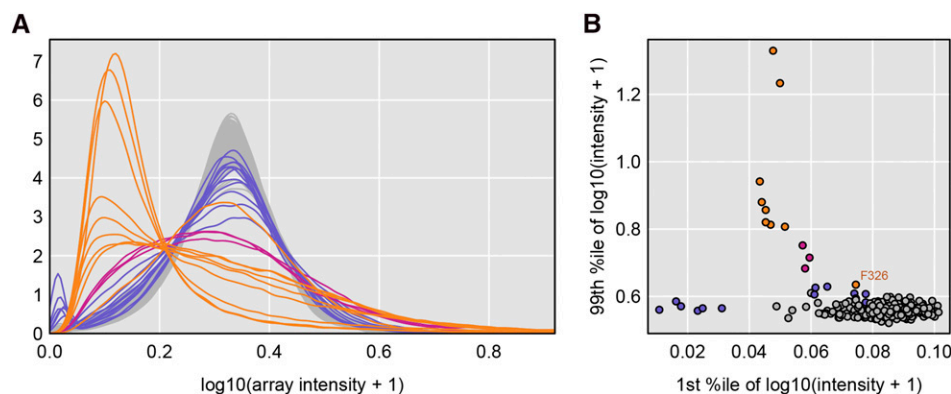 A
7
6
5
4
3
2
1
0
0.0 0.2 0.4 0.6 0.8
log10(array intensity + 1)
B
99th %ile of log10(intensity + 1)
1.2
1.0
0.8
0.6
F326
0.02 0.04 0.06 0.08 0.10
1st %ile of log10(intensity + 1)